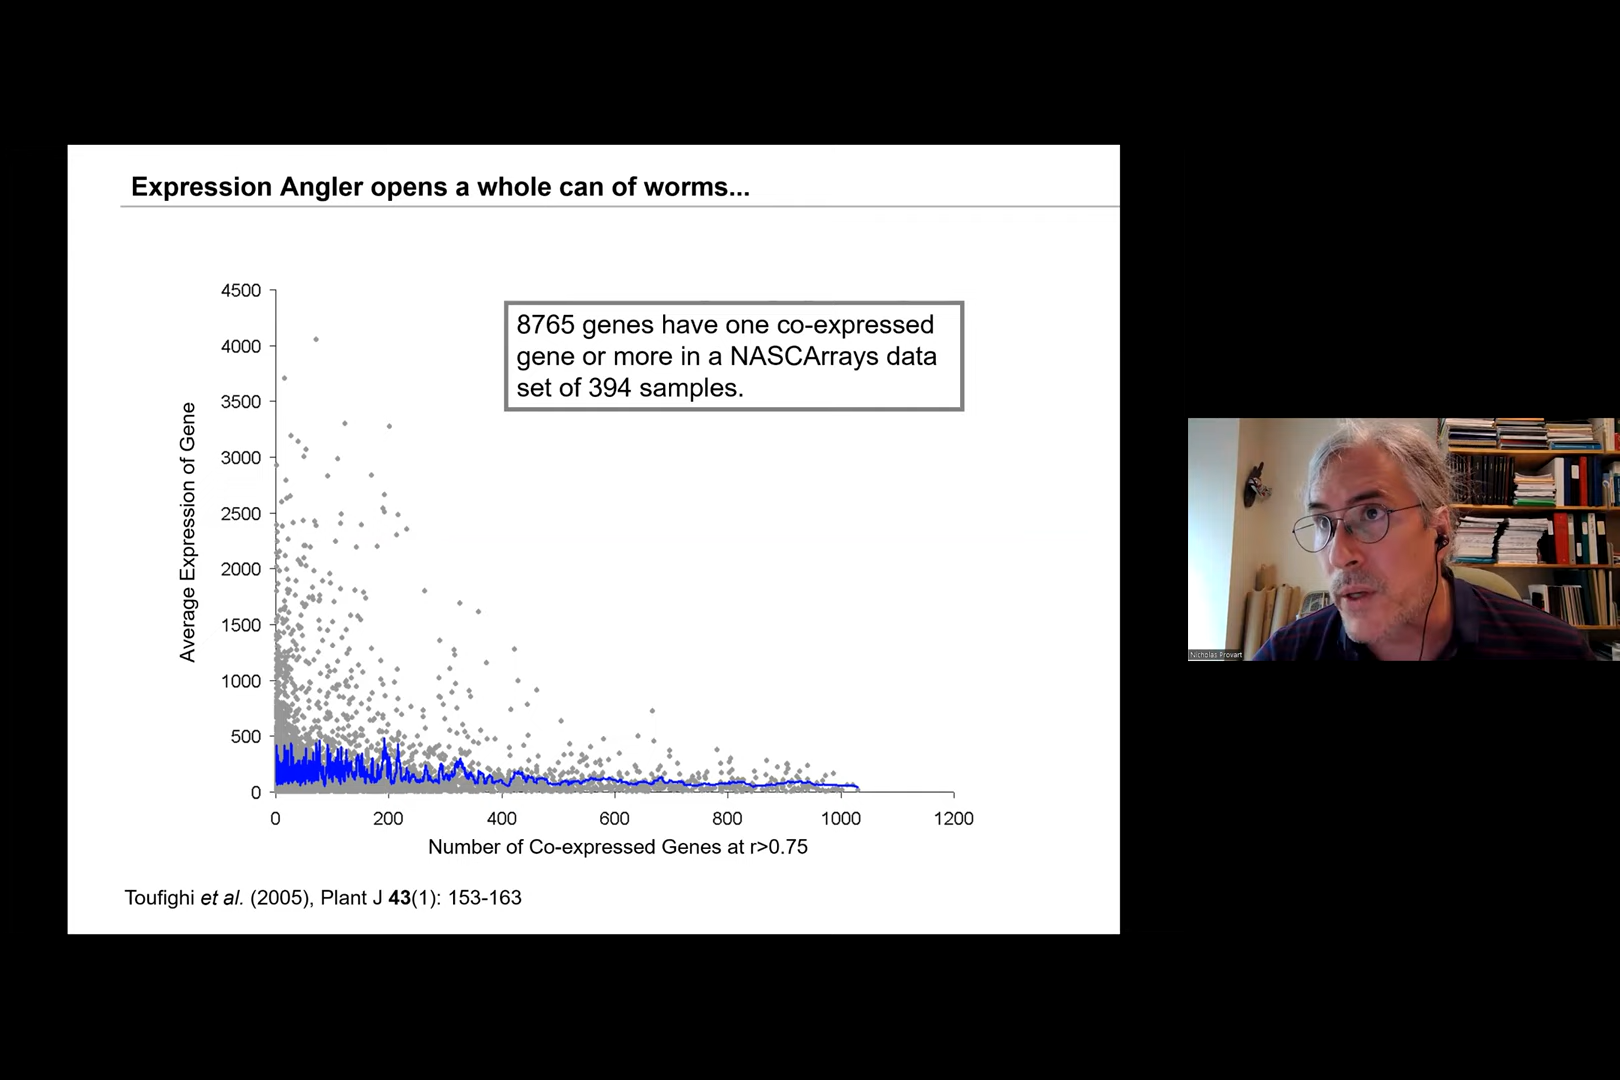 Expression Angler opens a whole can of worms...
8765 genes have one co-expressed
gene or more in a NASCArrays data
set of 394 samples.
Average Expression of Gene
4500
4000
3500
3000
2500
2000
1500
1000
500
0
0 200 400 600 800 1000 1200
Number of Co-expressed Genes at r>0.75
Toufighi et al. (2005), Plant J 43(1): 153-163
Nicholas Provart